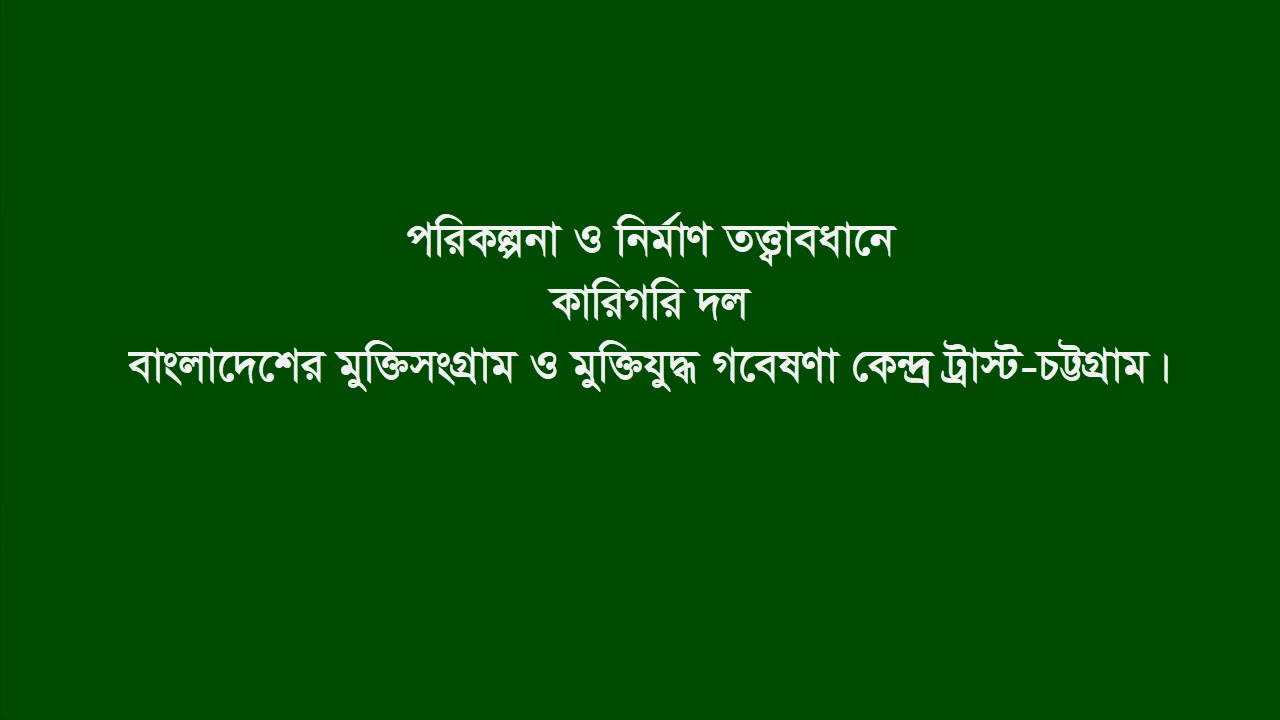 পরিকল্পনা ও নির্মাণ তত্ত্বাবধানে
কারিগরি দল
বাংলাদেশের মুক্তিসংগ্রাম ও মুক্তিযুদ্ধ গবেষণা কেন্দ্র ট্রাস্ট-চট্টগ্রাম।